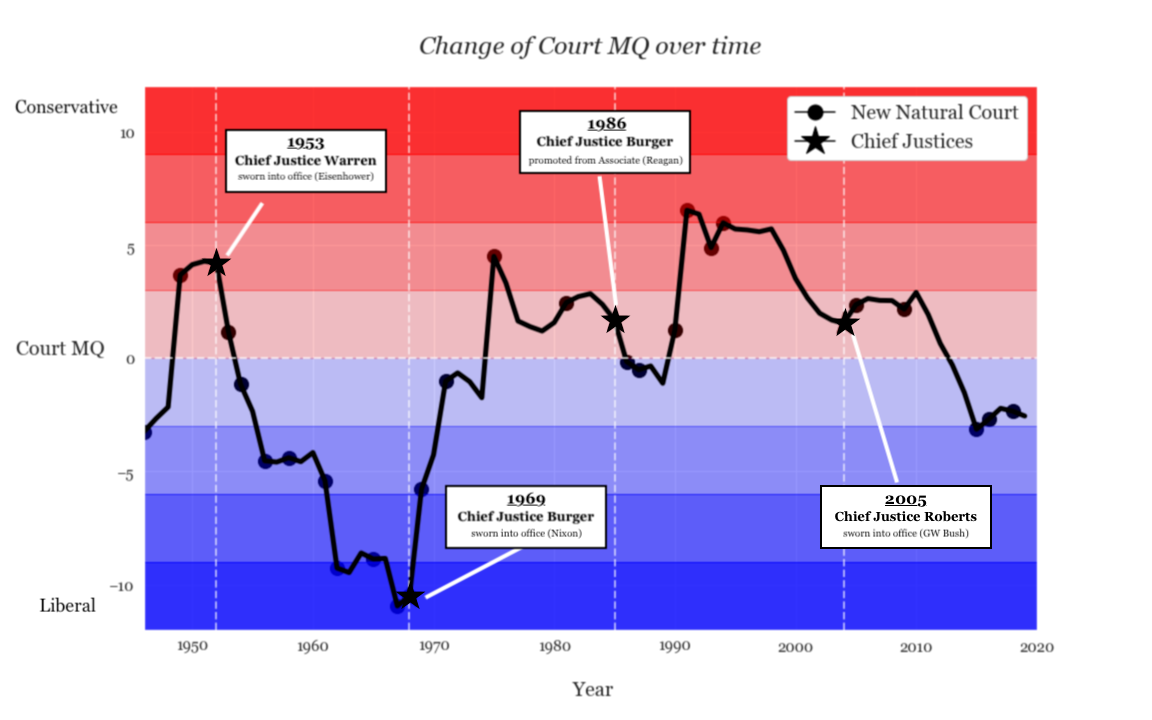 Change of Court MQ over time
Conservative
Court MQ
Liberal
10
5
0
−5
−10
1953
Chief Justice Warren
sworn into office (Eisenhower)
1986
Chief Justice Burger
promoted from Associate (Reagan)
New Natural Court
Chief Justices
1969
Chief Justice Burger
sworn into office (Nixon)
2005
Chief Justice Roberts
sworn into office (GW Bush)
1950 1960 1970 1980 1990 2000 2010 2020
Year